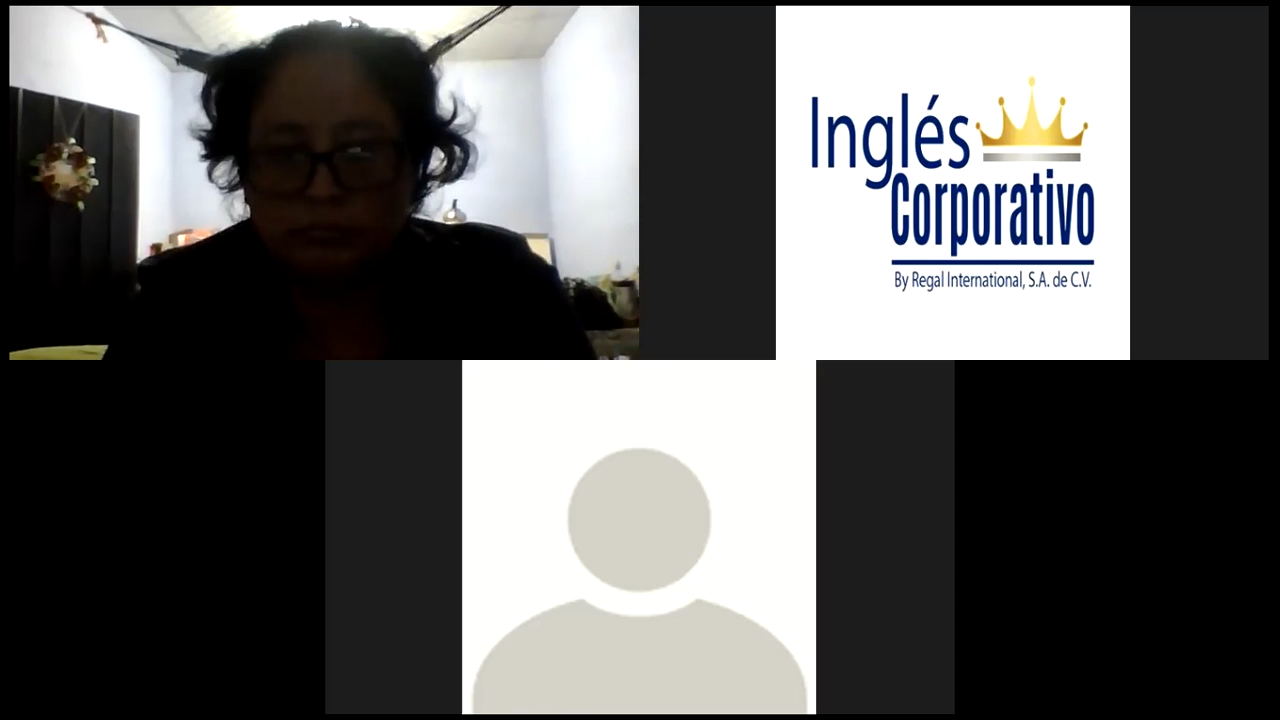 Inglés
Corporativo
By Regal International, S.A. de C.V.